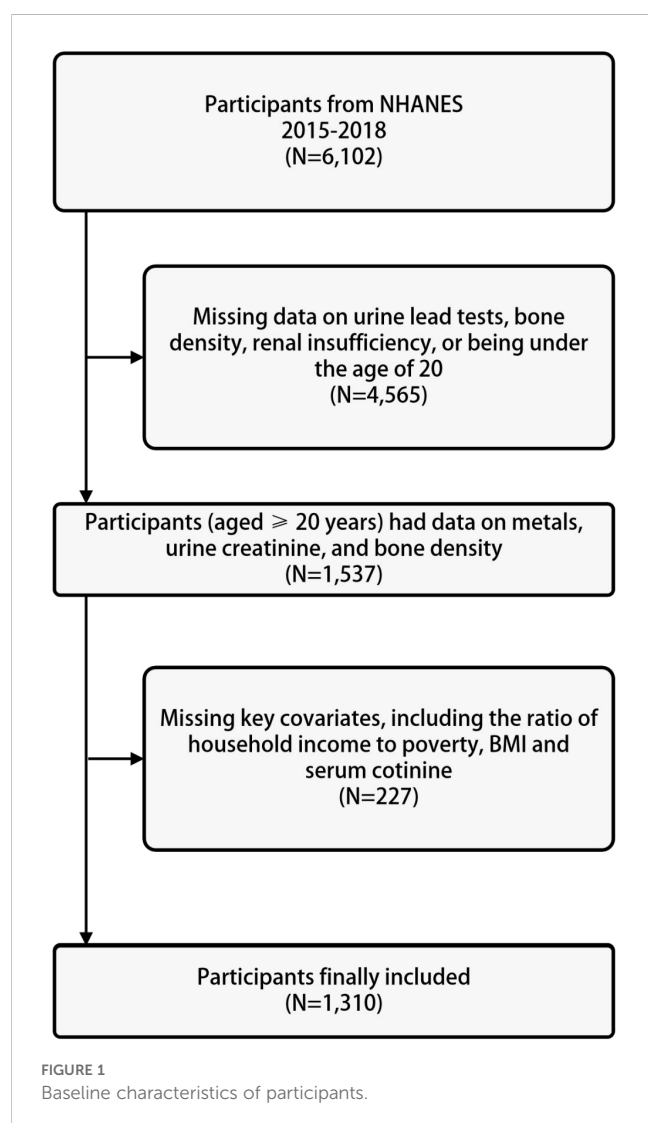 Participants from NHANES
2015-2018
(N=6,102)
Missing data on urine lead tests, bone
density, renal insufficiency, or being under
the age of 20
(N=4,565)
Participants (aged ⩾ 20 years) had data on metals,
urine creatinine, and bone density
(N=1,537)
Missing key covariates, including the ratio of
household income to poverty, BMI and
serum cotinine
(N=227)
Participants finally included
(N=1,310)
FIGURE 1
Baseline characteristics of participants.